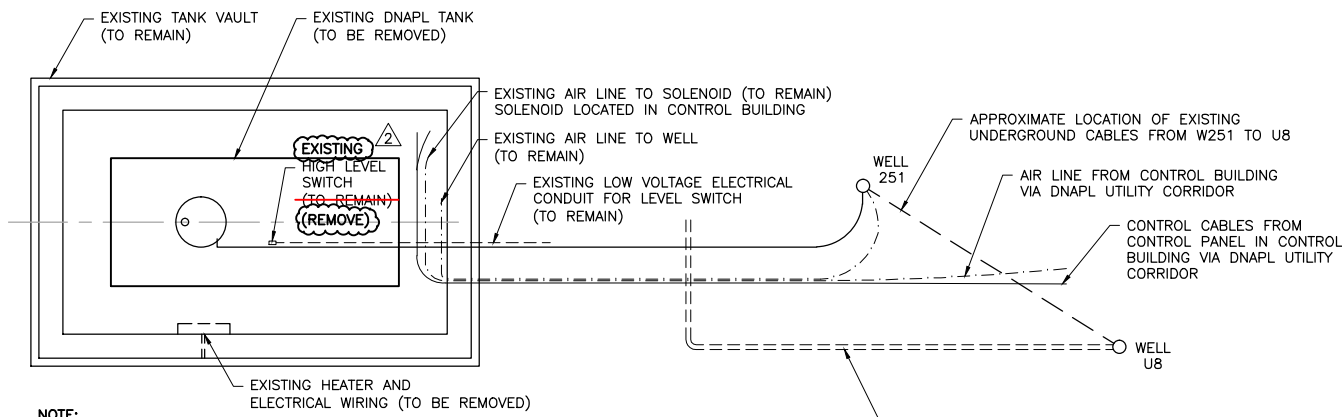 EXISTING TANK VAULT
(TO REMAIN)
EXISTING DNAPL TANK
(TO BE REMOVED)
EXISTING AIR LINE TO SOLENOID (TO REMAIN)
SOLENOID LOCATED IN CONTROL BUILDING
EXISTING AIR LINE TO WELL
(TO REMAIN)
EXISTING
2
HIGH LEVEL
SWITCH
(TO REMAIN)
(REMOVE)
EXISTING LOW VOLTAGE ELECTRICAL
CONDUIT FOR LEVEL SWITCH
(TO REMAIN)
WELL
251
APPROXIMATE LOCATION OF EXISTING
UNDERGROUND CABLES FROM W251 TO U8
AIR LINE FROM CONTROL BUILDING
VIA DNAPL UTILITY CORRIDOR
CONTROL CABLES FROM
CONTROL PANEL IN CONTROL
BUILDING VIA DNAPL UTILITY
CORRIDOR
WELL
U8
EXISTING HEATER AND
ELECTRICAL WIRING (TO BE REMOVED)
NOTE: